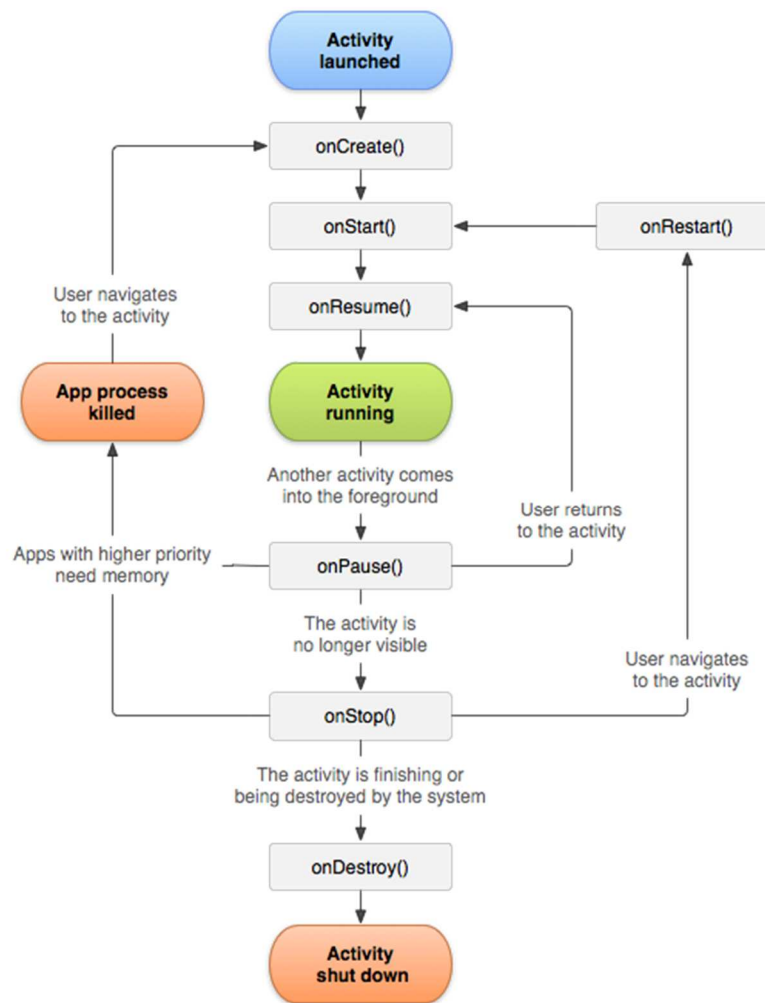 Activity
launched
onCreate()
onStart()
onRestart()
User navigates
to the activity
onResume()
App process
killed
Activity
running
Another activity comes
into the foreground
User returns
to the activity
Apps with higher priority
need memory
onPause()
The activity is
no longer visible
User navigates
to the activity
onStop()
The activity is finishing or
being destroyed by the system
onDestroy()
Activity
shut down